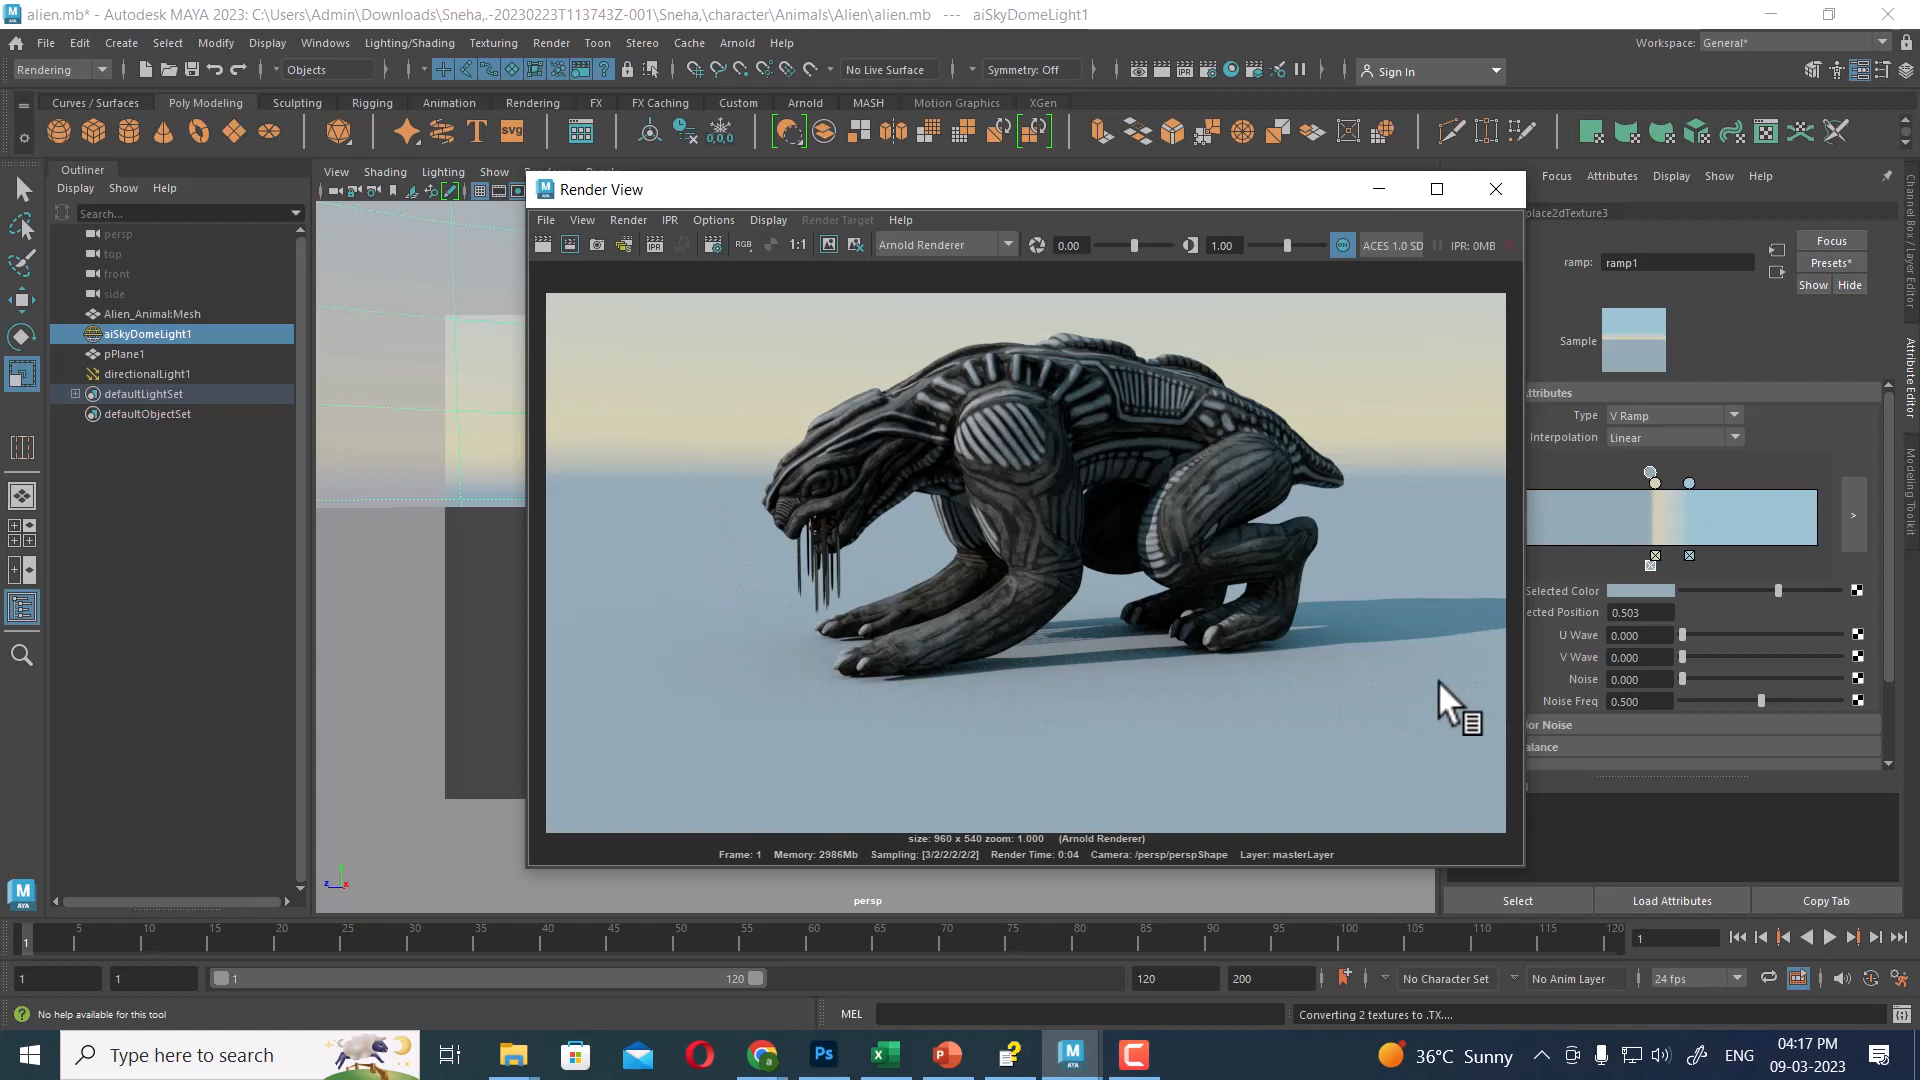 alien.mb* - Autodesk MAYA 2023: C:\Users\Admin\Downloads\Sneha,.-20230223T113743Z-001\Sneha,\character\Animals\Alien\alien.mb --- aiSkyDomeLight1
File Edit Create Select Modify Display Windows Lighting/Shading Texturing Render Toon Stereo Cache Arnold Help Workspace: General*
Rendering Objects No Live Surface Symmetry: Off Sign In
Curves / Surfaces Poly Modeling Sculpting Rigging Animation Rendering FX FX Caching Custom Arnold MASH Motion Graphics XGen
Outliner
Display Show Help
Search...
persp
top
front
side
Alien_Animal:Mesh
aiSkyDomeLight1
pPlane1
directionalLight1
defaultLightSet
defaultObjectSet
View Shading Lighting Show
Render View
File View Render IPR Options Display Render Target Help
RGB 1:1 Arnold Renderer 0.00 1.00 ON ACES 1.0 SD IPR: 0MB
size: 960 x 540 zoom: 1.000 (Arnold Renderer)
Frame: 1 Memory: 2986Mb Sampling: [3/2/2/2/2/2] Render Time: 0:04 Camera: /persp/perspShape Layer: masterLayer
persp
Focus Attributes Display Show Help
place2dTexture3
ramp: ramp1
Focus
Presets*
Show Hide
Sample
ttributes
Type V Ramp
Interpolation Linear
>
Selected Color
ected Position 0.503
U Wave 0.000
V Wave 0.000
Noise 0.000
Noise Freq 0.500
or Noise
alance
Select Load Attributes Copy Tab
Channel Box / Layer Editor
Attribute Editor
Modeling Toolkit
1 5 10 15 20 25 30 35 40 45 50 55 60 65 70 75 80 85 90 95 100 105 110 115 120 1
1 1 1 120 120 200 No Character Set No Anim Layer 24 fps
No help available for this tool MEL Converting 2 textures to .TX....
Type here to search 36°C Sunny ENG 04:17 PM
09-03-2023